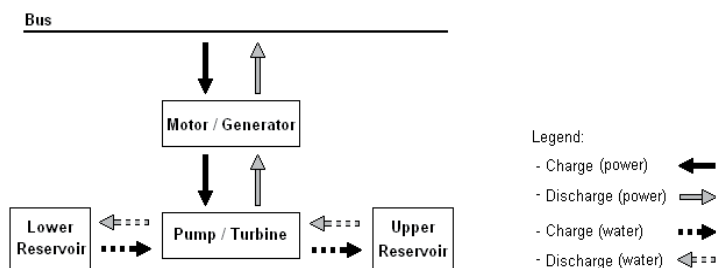 Bus
Motor / Generator
Lower
Reservoir
Pump / Turbine
Upper
Reservoir
Legend:
- Charge (power)
- Discharge (power)
- Charge (water)
- Discharge (water)